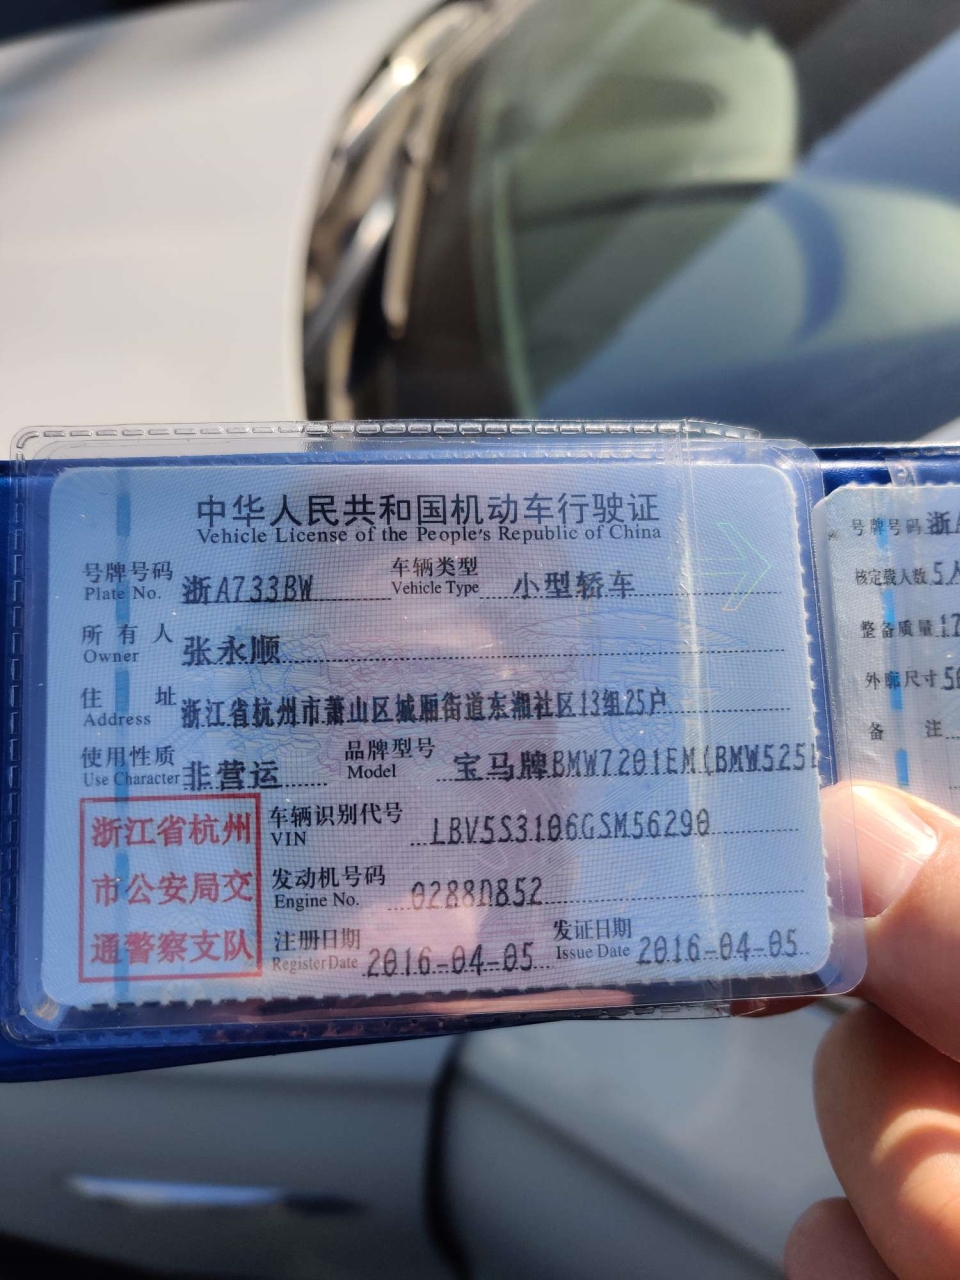 中华人民共和国机动车行驶证
Vehicle License of the People's Republic of China
号牌号码 浙A733BW 车辆类型 小型轿车
Plate No. Vehicle Type
所有人 张永顺
Owner
住址 浙江省杭州市萧山区城厢街道东湘社区13组25户
Address
使用性质 非营运 品牌型号 宝马牌BMW7201EM(BMW525l
Use Character Model
浙江省杭州
市公安局交
通警察支队
车辆识别代号 LBV5S3106GSM56290
VIN
发动机号码 0288D852
Engine No.
注册日期 2016-04-05 发证日期 2016-04-05
Register Date Issue Date
号牌号码 浙A
核定载人数 5人
整备质量 17
外廓尺寸 50
备注